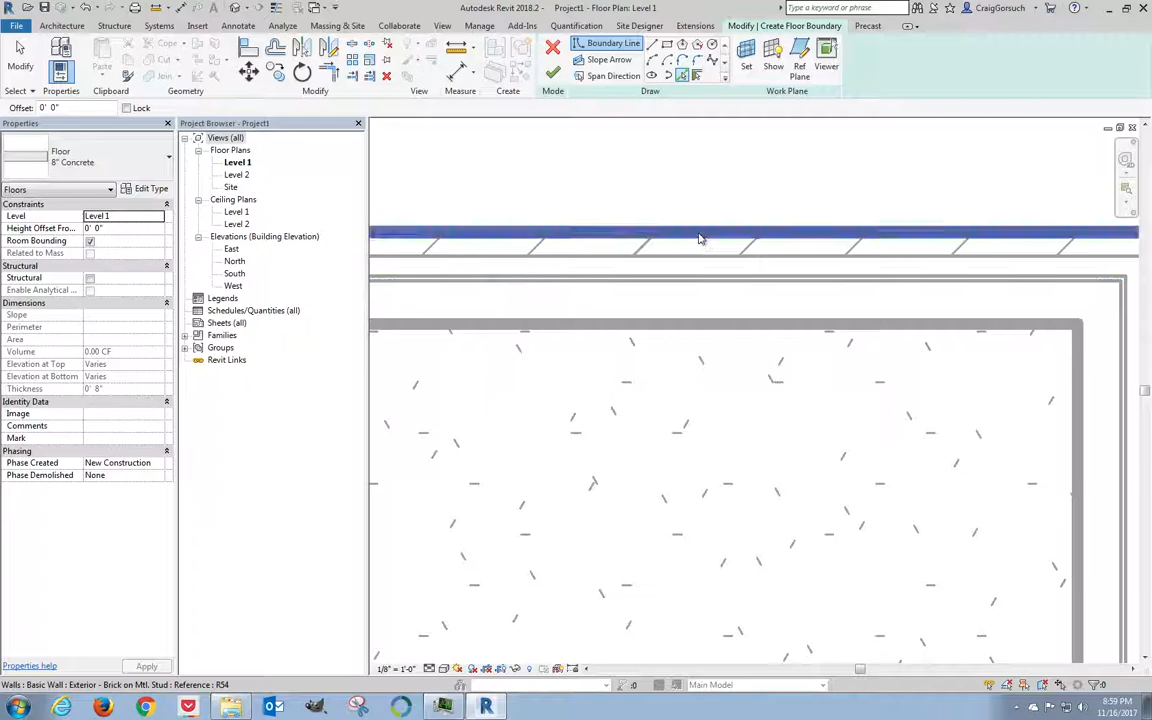 Autodesk Revit 2018.2 - Project1 - Floor Plan: Level 1
Type a keyword or phrase
CraigGorsuch
File Architecture Structure Systems Insert Annotate Analyze Massing & Site Collaborate View Manage Add-Ins Quantification Site Designer Extensions Modify | Create Floor Boundary Precast
Modify
Paste
Cope
Cut
Join
Boundary Line
Slope Arrow
Span Direction
Set Show Ref Plane Viewer
Select Properties Clipboard Geometry Modify View Measure Create Mode Draw Work Plane
Offset: 0' 0" Lock
Properties
Floor
8" Concrete
Floors Edit Type
Constraints
Level Level 1
Height Offset Fro... 0' 0"
Room Bounding
Related to Mass
Structural
Structural
Enable Analytical ...
Dimensions
Slope
Perimeter
Area
Volume 0.00 CF
Elevation at Top Varies
Elevation at Bottom Varies
Thickness 0' 8"
Identity Data
Image
Comments
Mark
Phasing
Phase Created New Construction
Phase Demolished None
Properties help Apply
Project Browser - Project1
Views (all)
Floor Plans
Level 1
Level 2
Site
Ceiling Plans
Level 1
Level 2
Elevations (Building Elevation)
East
North
South
West
Legends
Schedules/Quantities (all)
Sheets (all)
Families
Groups
Revit Links
1/8" = 1'-0"
Walls : Basic Wall : Exterior - Brick on Mtl. Stud : Reference : R54
:0
Main Model
:0
8:59 PM
11/16/2017